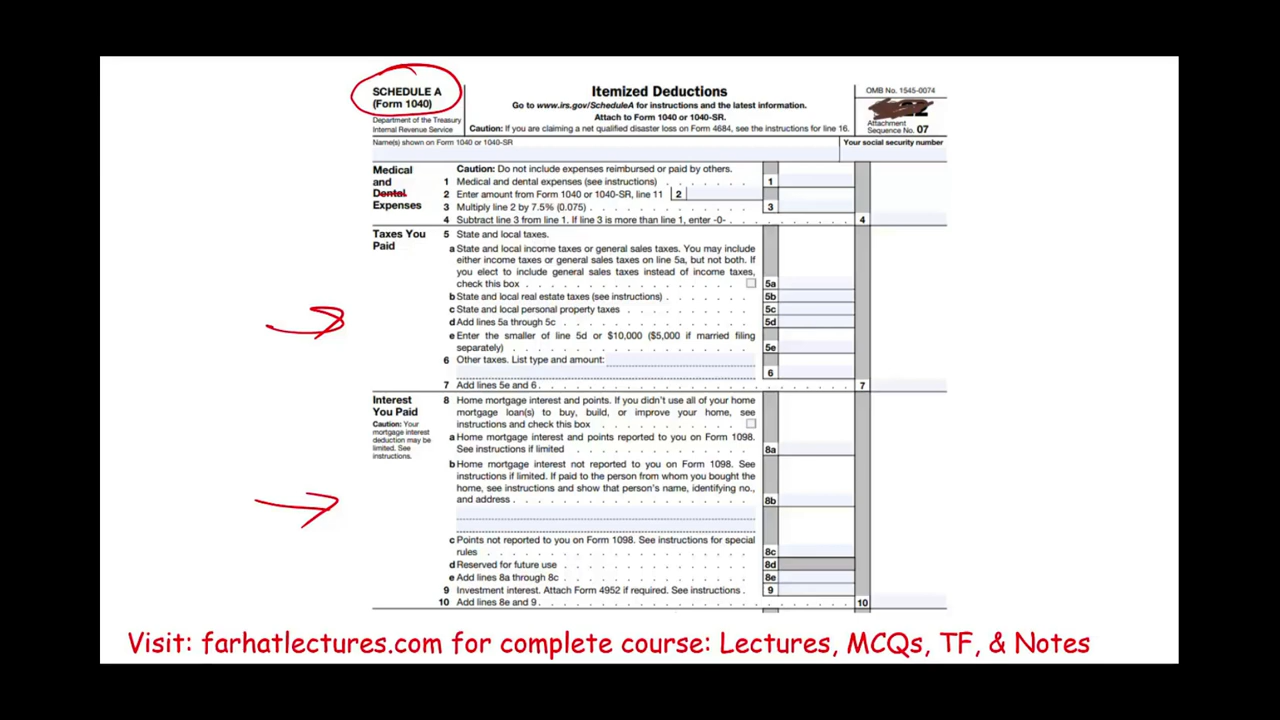 SCHEDULE A
(Form 1040)
Department of the Treasury
Internal Revenue Service
Itemized Deductions
Go to www.irs.gov/ScheduleA for instructions and the latest information.
Attach to Form 1040 or 1040-SR.
Caution: If you are claiming a net qualified disaster loss on Form 4684, see the instructions for line 16.
OMB No. 1545-0074
Attachment
Sequence No. 07
Name(s) shown on Form 1040 or 1040-SR
Your social security number
Medical
and
Dental
Expenses
Caution: Do not include expenses reimbursed or paid by others.
1 Medical and dental expenses (see instructions) . . . . . . . 1
2 Enter amount from Form 1040 or 1040-SR, line 11 2
3 Multiply line 2 by 7.5% (0.075) . . . . . . . . . . . . 3
4 Subtract line 3 from line 1. If line 3 is more than line 1, enter -0- . . . . . . . . . . 4
Taxes You
Paid
5 State and local taxes.
a State and local income taxes or general sales taxes. You may include
either income taxes or general sales taxes on line 5a, but not both. If
you elect to include general sales taxes instead of income taxes,
check this box . . . . . . . . . . . . . . . . 5a
b State and local real estate taxes (see instructions) . . . . . . . 5b
c State and local personal property taxes . . . . . . . . . 5c
d Add lines 5a through 5c . . . . . . . . . . . . . 5d
e Enter the smaller of line 5d or $10,000 ($5,000 if married filing
separately) . . . . . . . . . . . . . . . . . 5e
6 Other taxes. List type and amount:
6
7 Add lines 5e and 6 . . . . . . . . . . . . . . . . . . . 7
Interest
You Paid
Caution: Your
mortgage interest
deduction may be
limited. See
instructions.
8 Home mortgage interest and points. If you didn't use all of your home
mortgage loan(s) to buy, build, or improve your home, see
instructions and check this box . . . . . . . . . . .
a Home mortgage interest and points reported to you on Form 1098.
See instructions if limited . . . . . . . . . . . . . 8a
b Home mortgage interest not reported to you on Form 1098. See
instructions if limited. If paid to the person from whom you bought the
home, see instructions and show that person's name, identifying no.,
and address . . . . . . . . . . . . . . . . . 8b
c Points not reported to you on Form 1098. See instructions for special
rules . . . . . . . . . . . . . . . . . . . 8c
d Reserved for future use . . . . . . . . . . . . . 8d
e Add lines 8a through 8c . . . . . . . . . . . . . 8e
9 Investment interest. Attach Form 4952 if required. See instructions . 9
10 Add lines 8e and 9 . . . . . . . . . . . . . . . . . . . 10
Visit: farhatlectures.com for complete course: Lectures, MCQs, TF, & Notes